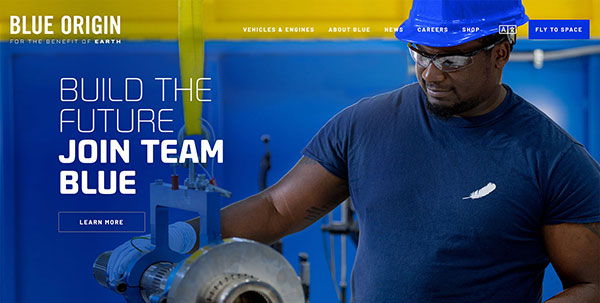 BLUE ORIGIN
FOR THE BENEFIT OF EARTH
VEHICLES & ENGINES ABOUT BLUE NEWS CAREERS SHOP FLY TO SPACE
BUILD THE
FUTURE
JOIN TEAM
BLUE
LEARN MORE